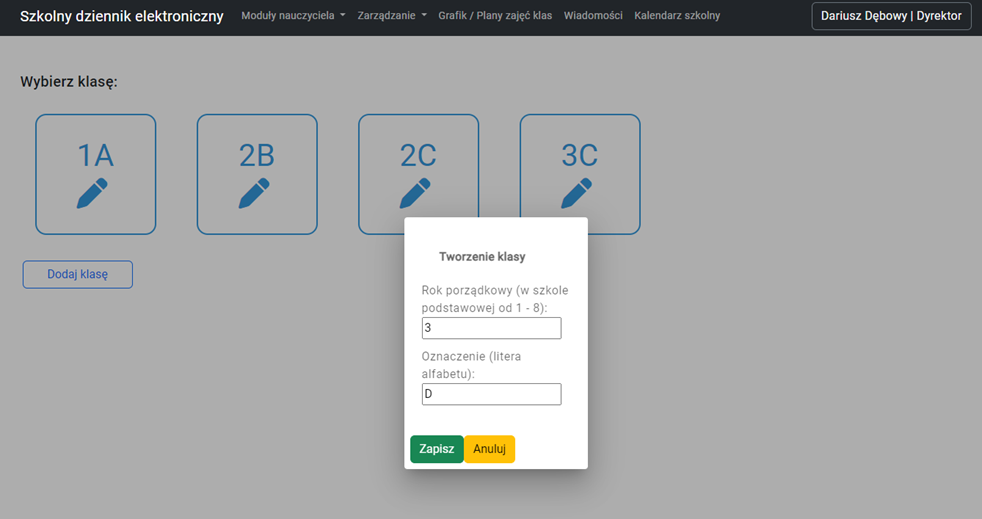 Szkolny dziennik elektroniczny Moduły nauczyciela Zarządzanie Grafik / Plany zajęć klas Wiadomości Kalendarz szkolny Dariusz Dębowy | Dyrektor
Wybierz klasę:
1A 2B 2C 3C
Dodaj klasę
Tworzenie klasy
Rok porządkowy (w szkole
podstawowej od 1 - 8):
3
Oznaczenie (litera
alfabetu):
D
Zapisz Anuluj